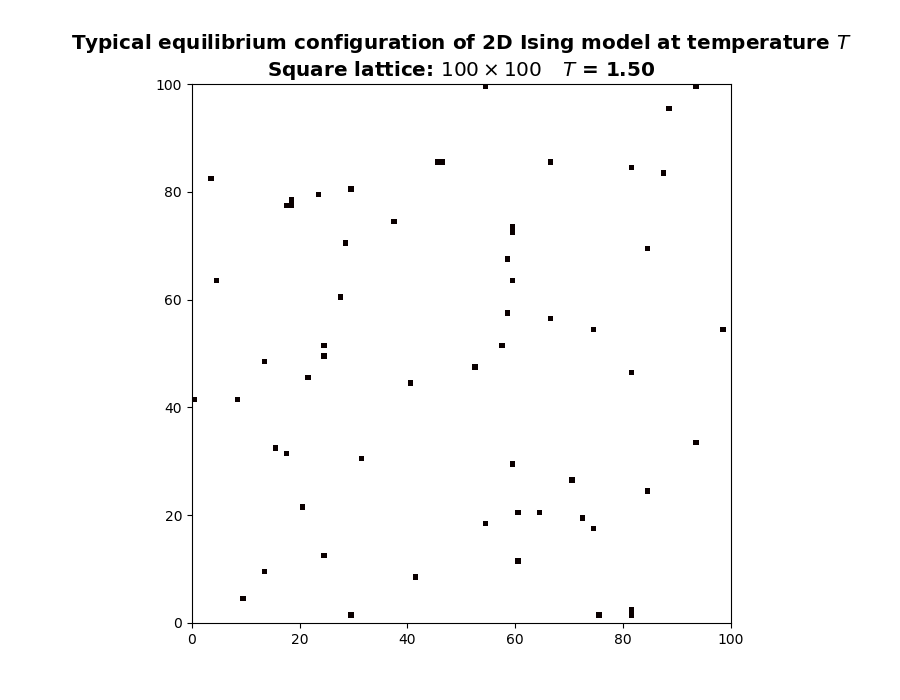 Typical equilibrium configuration of 2D Ising model at temperature T
Square lattice: 100 × 100 T = 1.50
100
80
60
40
20
0
0 20 40 60 80 100